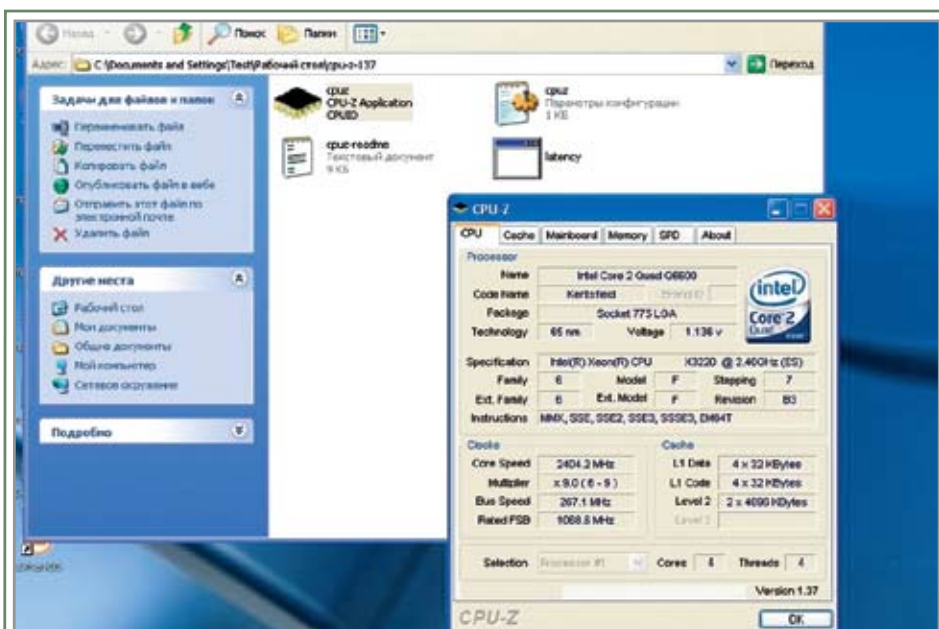 Назад
Поиск
Папки
Адрес: C:\Documents and Settings\Test\Рабочий стол\cpu-z-137
Переход
Задачи для файлов и папок
Переименовать файл
Переместить файл
Копировать файл
Опубликовать файл в вебе
Отправить этот файл по
электронной почте
Удалить файл
Другие места
Рабочий стол
Мои документы
Общие документы
Мой компьютер
Сетевое окружение
Подробно
cpuz
CPU-Z Application
CPUID
cpuz
Параметры конфигурации
1 КБ
cpuz-readme
Текстовый документ
9 КБ
latency
CPU-Z
CPU Cache Mainboard Memory SPD About
Processor
Name Intel Core 2 Quad Q6600
Code Name Kentsfield Brand ID
Package Socket 775 LGA
Technology 65 nm Voltage 1.136 v
intel
Core 2
Quad
Specification Intel(R) Xeon(R) CPU X3220 @ 2.40GHz (ES)
Family 6 Model F Stepping 7
Ext. Family 6 Ext. Model F Revision B3
Instructions MMX, SSE, SSE2, SSE3, SSSE3, EM64T
Clocks
Core Speed 2404.2 MHz
Multiplier x 9.0 ( 6 - 9 )
Bus Speed 267.1 MHz
Rated FSB 1068.5 MHz
Cache
L1 Data 4 x 32 KBytes
L1 Code 4 x 32 KBytes
Level 2 2 x 4096 KBytes
Level 3
Selection Processor #1 Cores 4 Threads 4
Version 1.37
CPU-Z
OK